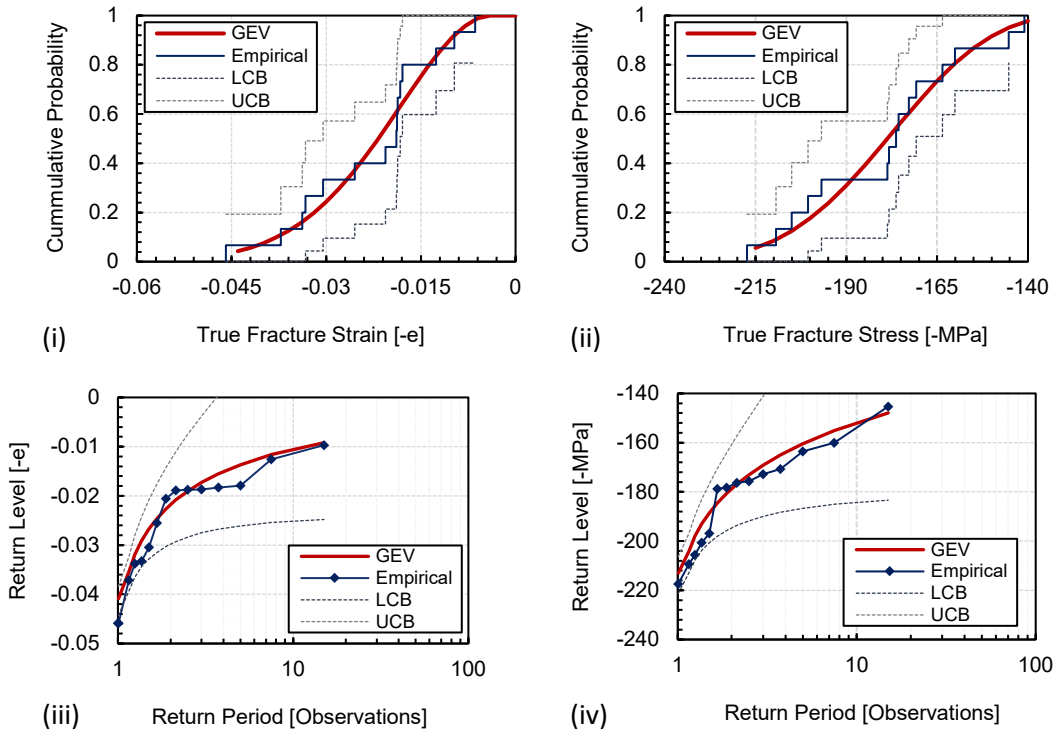 Cummulative Probability
1
0.8
0.6
0.4
0.2
0
-0.06
-0.045
-0.03
-0.015
0
GEV
Empirical
LCB
UCB
(i)
True Fracture Strain [-e]
Cummulative Probability
1
0.8
0.6
0.4
0.2
0
-240
-215
-190
-165
-140
GEV
Empirical
LCB
UCB
(ii)
True Fracture Stress [-MPa]
Return Level [-e]
0
-0.01
-0.02
-0.03
-0.04
-0.05
1
10
100
GEV
Empirical
LCB
UCB
(iii)
Return Period [Observations]
Return Level [-MPa]
-140
-160
-180
-200
-220
-240
1
10
100
GEV
Empirical
LCB
UCB
(iv)
Return Period [Observations]